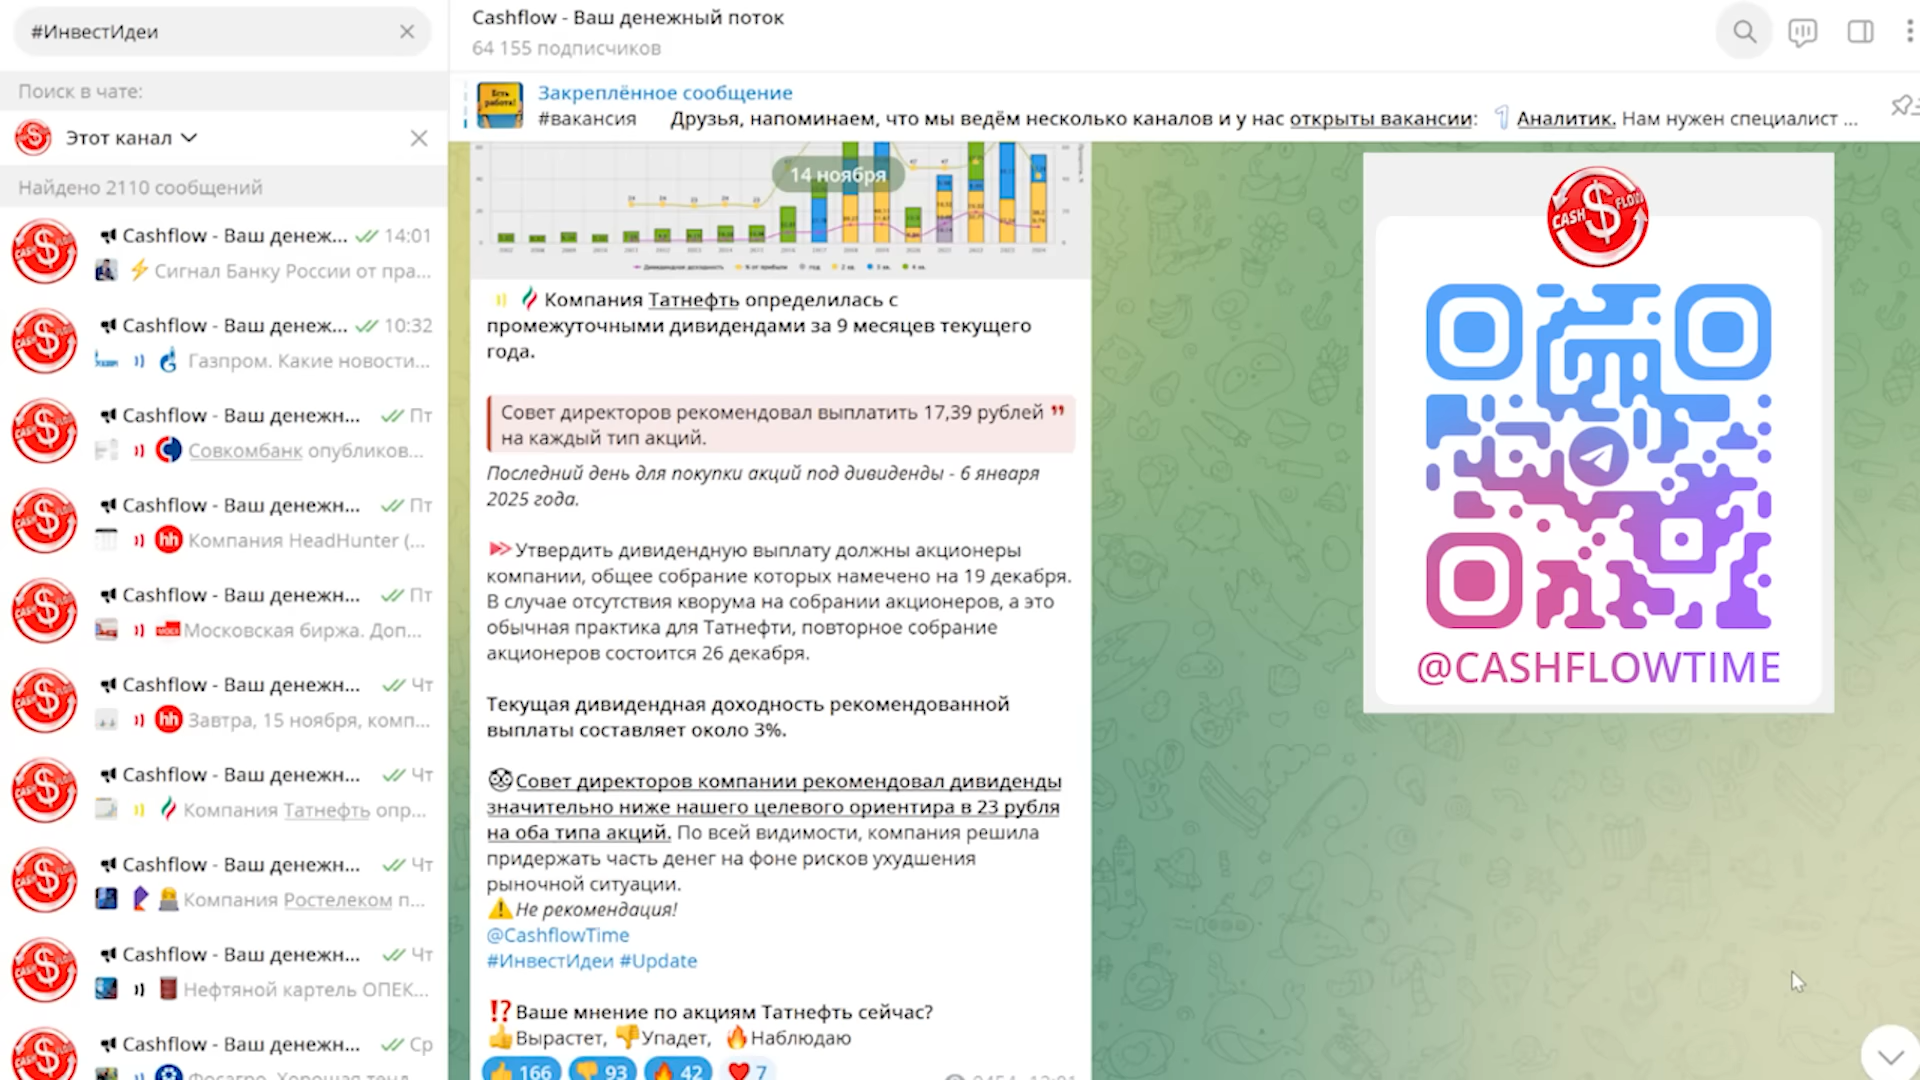 #ИнвестИдеи
Поиск в чате:
Этот канал
Найдено 2110 сообщений
Cashflow - Ваш денеж... 14:01
Сигнал Банку России от пра...
Cashflow - Ваш денеж... 10:32
Газпром. Какие новости...
Cashflow - Ваш денежн... Пт
Совкомбанк опубликов...
Cashflow - Ваш денежн... Пт
Компания HeadHunter (...
Cashflow - Ваш денежн... Пт
Московская биржа. Доп...
Cashflow - Ваш денежн... Чт
Завтра, 15 ноября, комп...
Cashflow - Ваш денежн... Чт
Компания Татнефть опр...
Cashflow - Ваш денежн... Чт
Компания Ростелеком п...
Cashflow - Ваш денежн... Чт
Нефтяной картель ОПЕК...
Cashflow - Ваш денежн... Ср
Cashflow - Ваш денежный поток
64 155 подписчиков
Есть работа!
Закреплённое сообщение
#вакансия Друзья, напоминаем, что мы ведём несколько каналов и у нас открыты вакансии: 1 Аналитик. Нам нужен специалист ...
14 ноября
Компания Татнефть определилась с
промежуточными дивидендами за 9 месяцев текущего
года.
Совет директоров рекомендовал выплатить 17,39 рублей
на каждый тип акций.
Последний день для покупки акций под дивиденды - 6 января
2025 года.
Утвердить дивидендную выплату должны акционеры
компании, общее собрание которых намечено на 19 декабря.
В случае отсутствия кворума на собрании акционеров, а это
обычная практика для Татнефти, повторное собрание
акционеров состоится 26 декабря.
Текущая дивидендная доходность рекомендованной
выплаты составляет около 3%.
Совет директоров компании рекомендовал дивиденды
значительно ниже нашего целевого ориентира в 23 рубля
на оба типа акций. По всей видимости, компания решила
придержать часть денег на фоне рисков ухудшения
рыночной ситуации.
Не рекомендация!
@CashflowTime
#ИнвестИдеи #Update
⁉Ваше мнение по акциям Татнефть сейчас?
👍Вырастет, 👎Упадет, 🔥Наблюдаю
👍 166 👎 93 🔥 42 ❤ 7
CASH FLOW
@CASHFLOWTIME